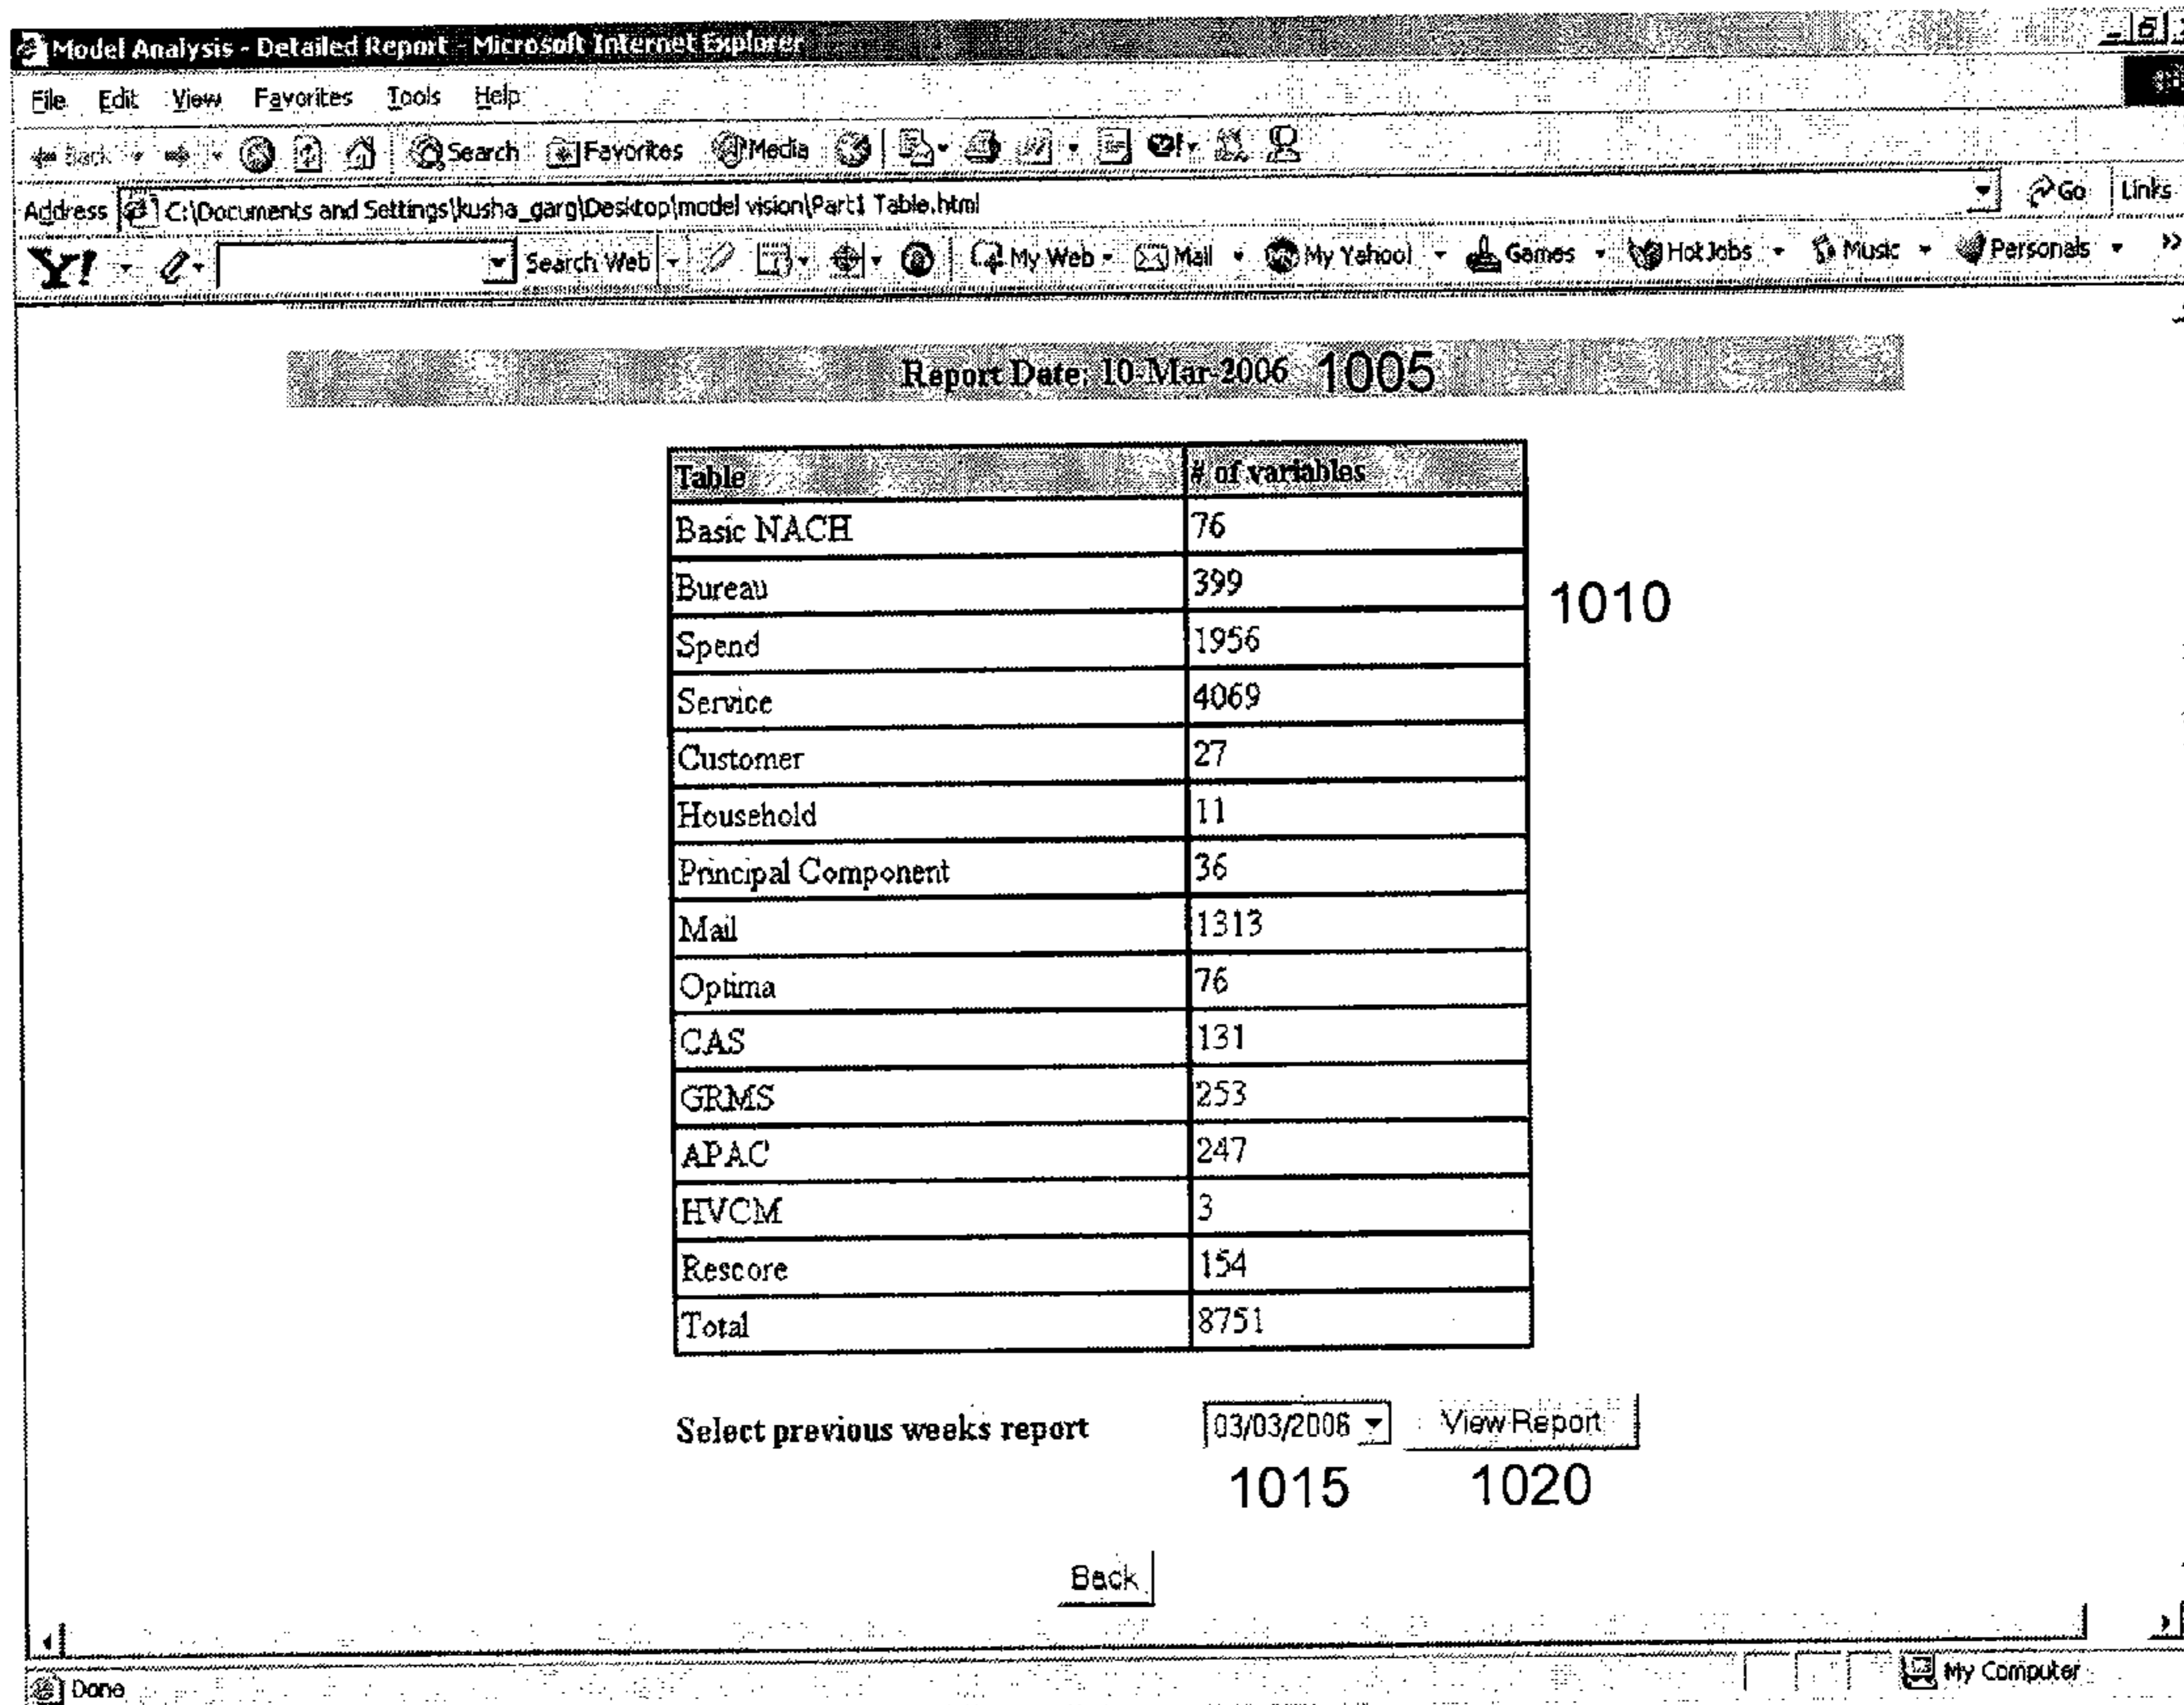 Model Analysis - Detailed Report - Microsoft Internet Explorer
File Edit View Favorites Tools Help
Back Search Favorites Media
Address C:\Documents and Settings\kusha_garg\Desktop\model vision\Part1 Table.html Go Links
Y! Search Web My Web Mail My Yahoo! Games HotJobs Music Personals »
Report Date: 10-Mar-2006 1005
Table # of variables
Basic NACH 76
Bureau 399
1010
Spend 1956
Service 4069
Customer 27
Household 11
Principal Component 36
Mail 1313
Optima 76
CAS 131
GRMS 253
APAC 247
HVCM 3
Rescore 154
Total 8751
Select previous weeks report 03/03/2006 View Report
1015 1020
Back
Done My Computer